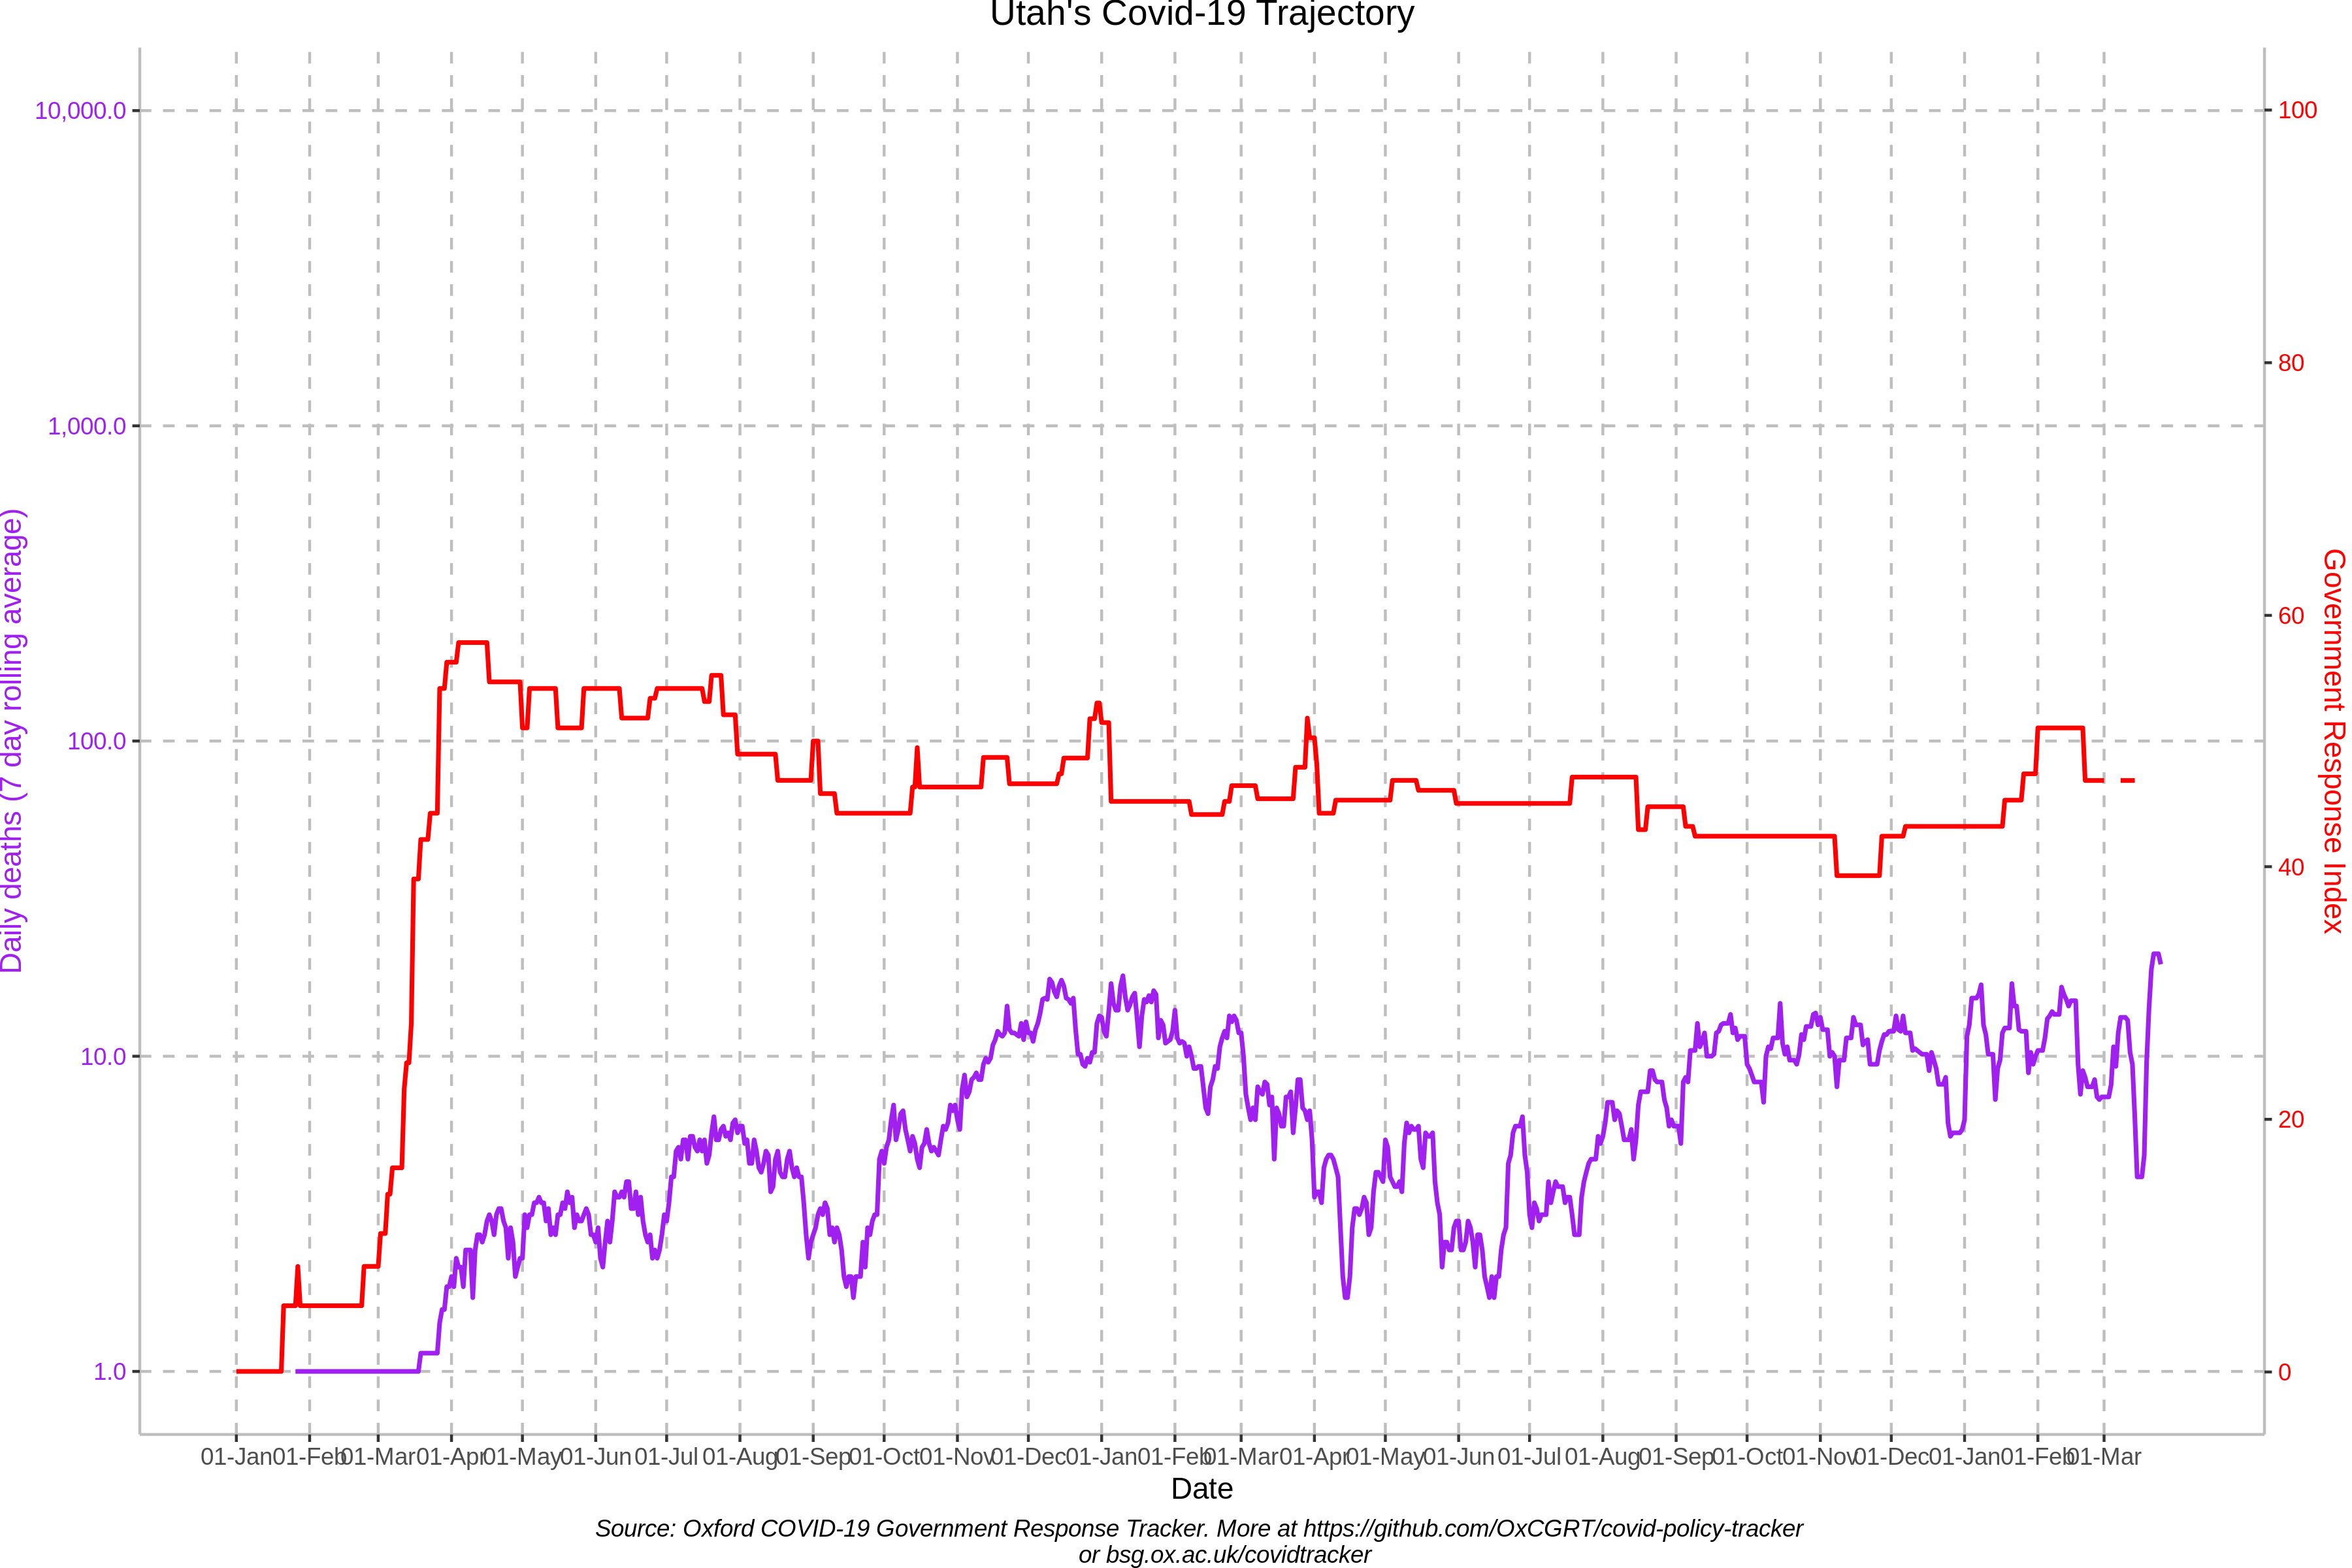 Utah's Covid-19 Trajectory
10,000.0
1,000.0
100.0
10.0
1.0
Daily deaths (7 day rolling average)
100
80
60
40
20
0
Government Response Index
01-Jan 01-Feb 01-Mar 01-Apr 01-May 01-Jun 01-Jul 01-Aug 01-Sep 01-Oct 01-Nov 01-Dec 01-Jan 01-Feb 01-Mar 01-Apr 01-May 01-Jun 01-Jul 01-Aug 01-Sep 01-Oct 01-Nov 01-Dec 01-Jan 01-Feb 01-Mar
Date
Source: Oxford COVID-19 Government Response Tracker. More at https://github.com/OxCGRT/covid-policy-tracker
or bsg.ox.ac.uk/covidtracker